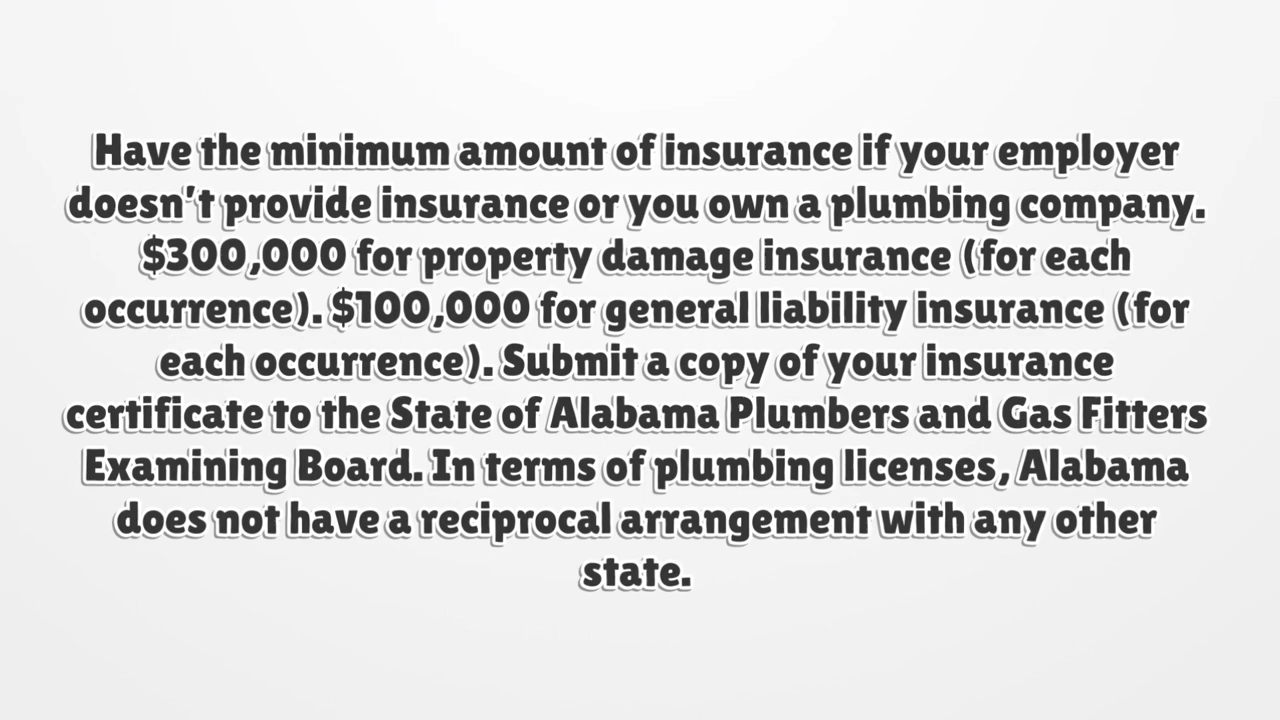 Have the minimum amount of insurance if your employer
doesn't provide insurance or you own a plumbing company.
$300,000 for property damage insurance (for each
occurrence). $100,000 for general liability insurance (for
each occurrence). Submit a copy of your insurance
certificate to the State of Alabama Plumbers and Gas Fitters
Examining Board. In terms of plumbing licenses, Alabama
does not have a reciprocal arrangement with any other
state.